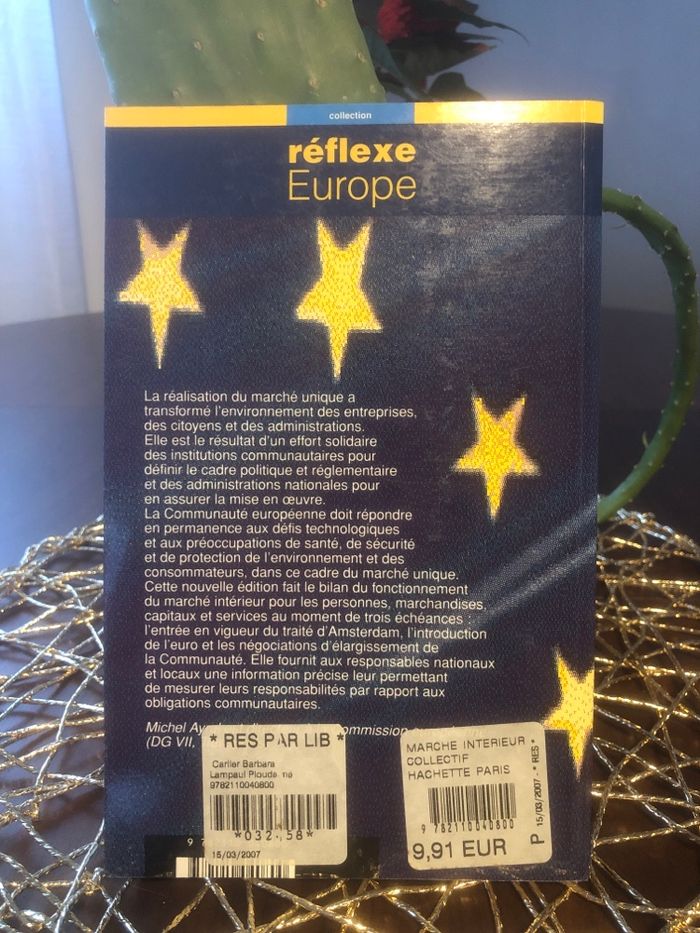 collection
réflexe
Europe
La réalisation du marché unique a
transformé l'environnement des entreprises,
des citoyens et des administrations.
Elle est le résultat d'un effort solidaire
des institutions communautaires pour
définir le cadre politique et réglementaire
et des administrations nationales pour
en assurer la mise en œuvre.
La Communauté européenne doit répondre
en permanence aux défis technologiques
et aux préoccupations de santé, de sécurité
et de protection de l'environnement et des
consommateurs, dans ce cadre du marché unique.
Cette nouvelle édition fait le bilan du fonctionnement
du marché intérieur pour les personnes, marchandises,
capitaux et services au moment de trois échéances :
l'entrée en vigueur du traité d'Amsterdam, l'introduction
de l'euro et les négociations d'élargissement de
la Communauté. Elle fournit aux responsables nationaux
et locaux une information précise leur permettant
de mesurer leurs responsabilités par rapport aux
obligations communautaires.
Michel
(DG VII,
* RES PAR LIB *
Carlier Barbara
Lampaul
9782110040800
*032 58*
15/03/2007
MARCHE INTERIEUR
COLLECTIF
HACHETTE PARIS
9 782110 040800
9,91 EUR
P 15/03/2007 - * RES *
9 7